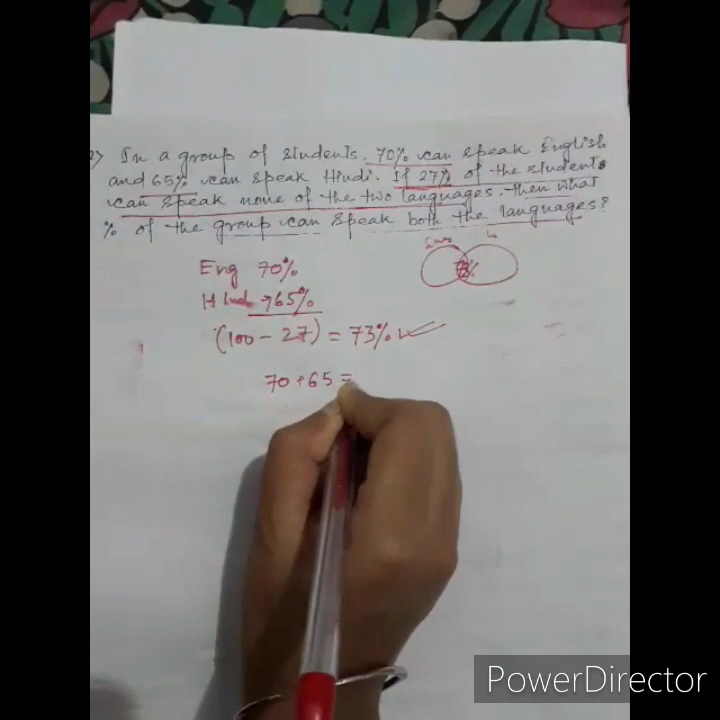 2) In a group of students. 70% can speak English
and 65% can speak Hindi. If 27% of the students
can speak none of the two languages. then what
% of the group can speak both the languages?
Eng 70%
Hind → 65%
(100 - 27) = 73% ✓
70 + 65 =
PowerDirector